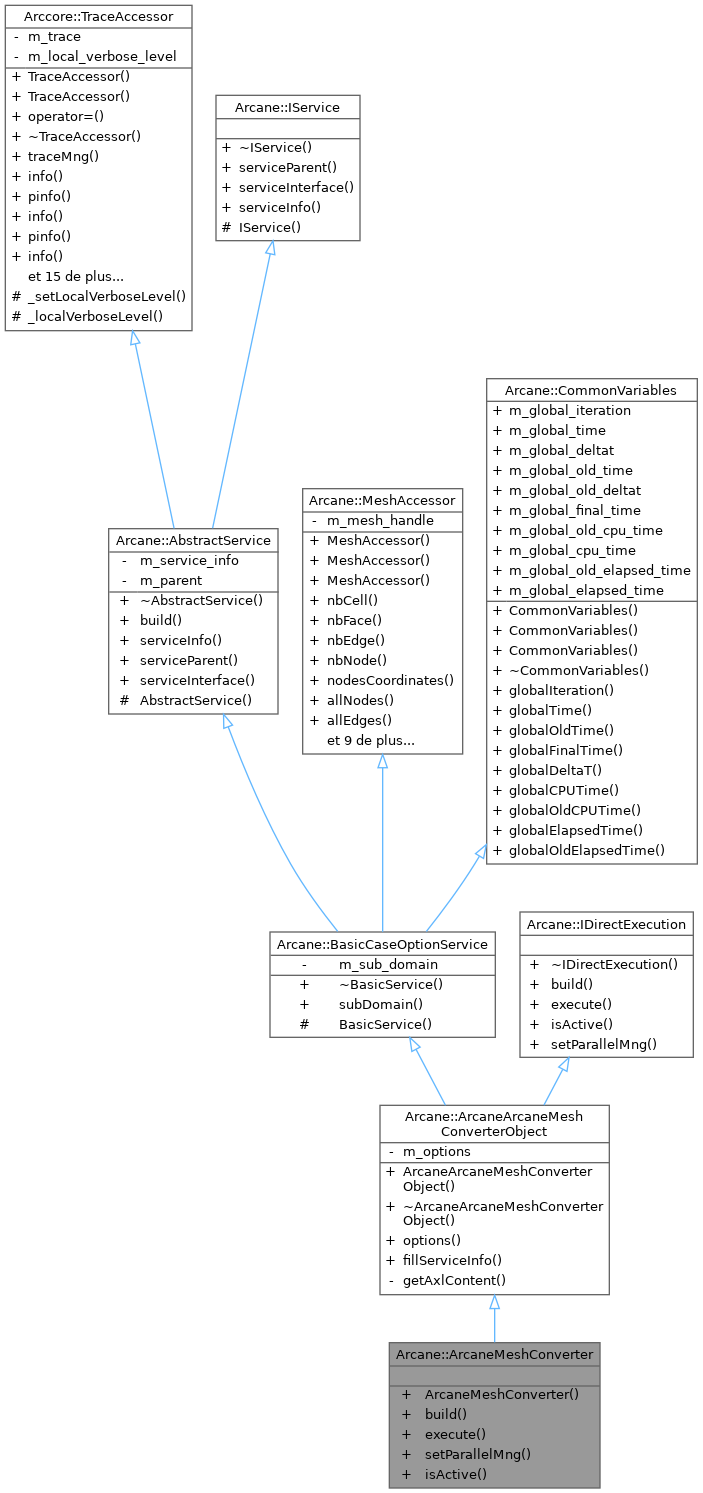 Arccore::TraceAccessor
- m_trace
- m_local_verbose_level
+ TraceAccessor()
+ TraceAccessor()
+ operator=()
+ ~TraceAccessor()
+ traceMng()
+ info()
+ pinfo()
+ info()
+ pinfo()
+ info()
et 15 de plus...
# _setLocalVerboseLevel()
# _localVerboseLevel()
Arcane::IService
+ ~IService()
+ serviceParent()
+ serviceInterface()
+ serviceInfo()
# IService()
Arcane::CommonVariables
+ m_global_iteration
+ m_global_time
+ m_global_deltat
+ m_global_old_time
+ m_global_old_deltat
+ m_global_final_time
+ m_global_old_cpu_time
+ m_global_cpu_time
+ m_global_old_elapsed_time
+ m_global_elapsed_time
+ CommonVariables()
+ CommonVariables()
+ CommonVariables()
+ ~CommonVariables()
+ globalIteration()
+ globalTime()
+ globalOldTime()
+ globalFinalTime()
+ globalDeltaT()
+ globalCPUTime()
+ globalOldCPUTime()
+ globalElapsedTime()
+ globalOldElapsedTime()
Arcane::MeshAccessor
- m_mesh_handle
+ MeshAccessor()
+ MeshAccessor()
+ MeshAccessor()
+ nbCell()
+ nbFace()
+ nbEdge()
+ nbNode()
+ nodesCoordinates()
+ allNodes()
+ allEdges()
et 9 de plus...
Arcane::AbstractService
- m_service_info
- m_parent
+ ~AbstractService()
+ build()
+ serviceInfo()
+ serviceParent()
+ serviceInterface()
# AbstractService()
Arcane::BasicCaseOptionService
- m_sub_domain
+ ~BasicService()
+ subDomain()
# BasicService()
Arcane::IDirectExecution
+ ~IDirectExecution()
+ build()
+ execute()
+ isActive()
+ setParallelMng()
Arcane::ArcaneArcaneMesh
ConverterObject
- m_options
+ ArcaneArcaneMeshConverter
Object()
+ ~ArcaneArcaneMeshConverter
Object()
+ options()
+ fillServiceInfo()
- getAxlContent()
Arcane::ArcaneMeshConverter
+ ArcaneMeshConverter()
+ build()
+ execute()
+ setParallelMng()
+ isActive()